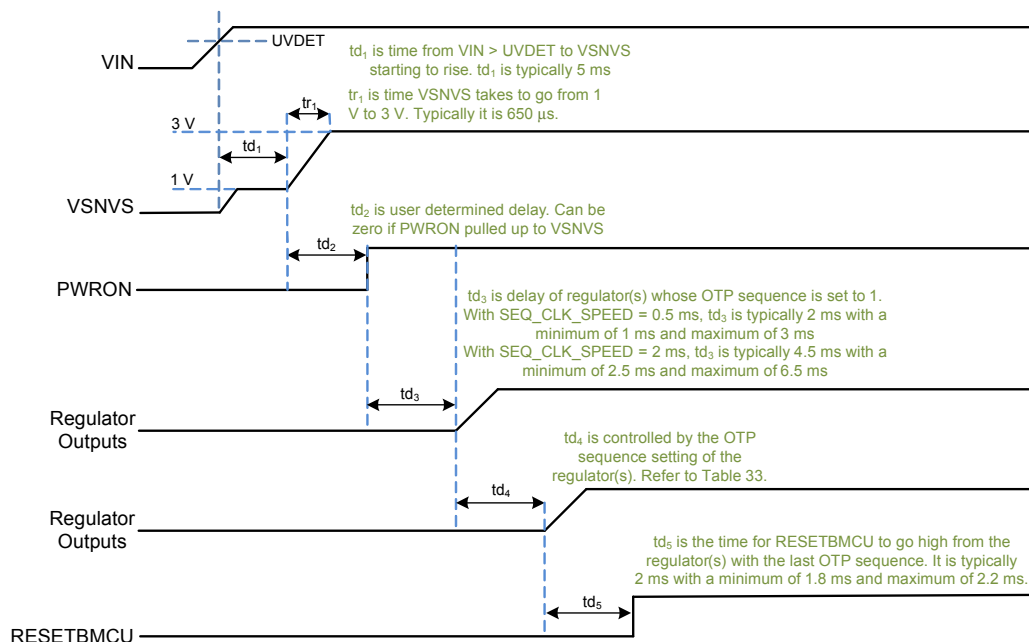 UVDET
VIN
td₁ is time from VIN > UVDET to VSNVS
starting to rise. td₁ is typically 5 ms
tr₁ is time VSNVS takes to go from 1
V to 3 V. Typically it is 650 μs.
tr₁
3 V
td₁
1 V
VSNVS
td₂ is user determined delay. Can be
zero if PWRON pulled up to VSNVS
td₂
PWRON
td₃ is delay of regulator(s) whose OTP sequence is set to 1.
With SEQ_CLK_SPEED = 0.5 ms, td₃ is typically 2 ms with a
minimum of 1 ms and maximum of 3 ms
With SEQ_CLK_SPEED = 2 ms, td₃ is typically 4.5 ms with a
minimum of 2.5 ms and maximum of 6.5 ms
td₃
Regulator
Outputs
td₄ is controlled by the OTP
sequence setting of the
regulator(s). Refer to Table 33.
td₄
Regulator
Outputs
td₅ is the time for RESETBMCU to go high from the
regulator(s) with the last OTP sequence. It is typically
2 ms with a minimum of 1.8 ms and maximum of 2.2 ms.
td₅
RESETBMCU